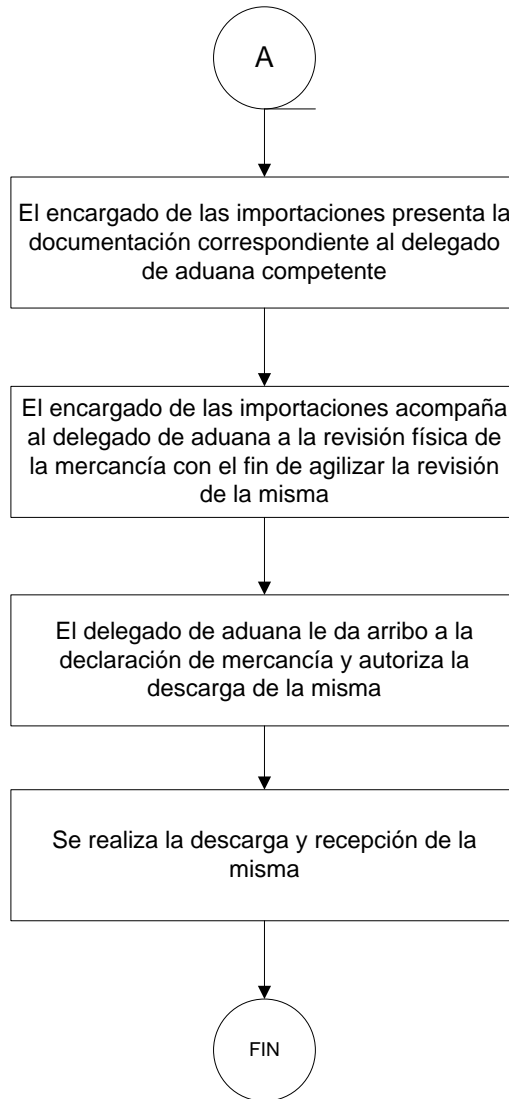 A
El encargado de las importaciones presenta la
documentación correspondiente al delegado
de aduana competente
El encargado de las importaciones acompaña
al delegado de aduana a la revisión física de
la mercancía con el fin de agilizar la revisión
de la misma
El delegado de aduana le da arribo a la
declaración de mercancía y autoriza la
descarga de la misma
Se realiza la descarga y recepción de la
misma
FIN